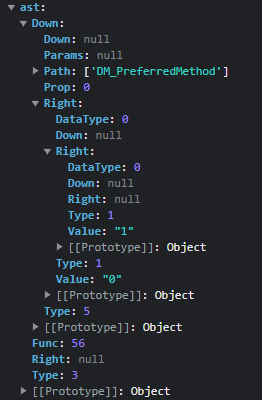 ▼ ast:
▼ Down:
Down: null
Params: null
▶ Path: ['DM_PreferredMethod']
Prop: 0
▼ Right:
DataType: 0
Down: null
▼ Right:
DataType: 0
Down: null
Right: null
Type: 1
Value: "1"
▶ [[Prototype]]: Object
Type: 1
Value: "0"
▶ [[Prototype]]: Object
Type: 5
▶ [[Prototype]]: Object
Func: 56
Right: null
Type: 3
▶ [[Prototype]]: Object